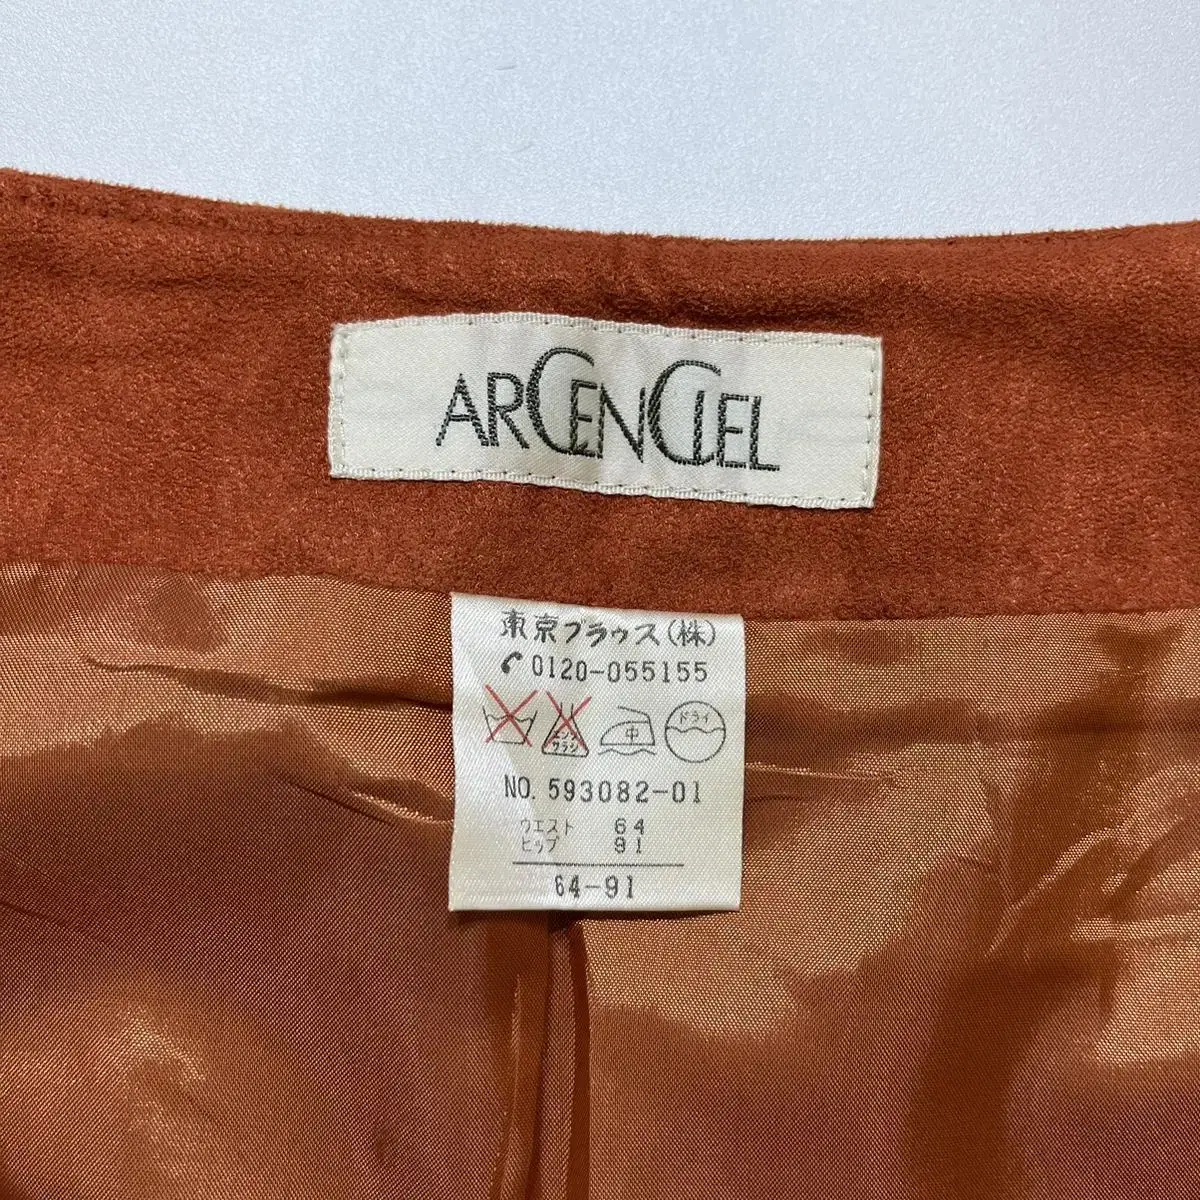 ARCENCIEL
東京ブラウス(株)
0120-055155
エンソ
サラシ
中
ドライ
NO. 593082-01
ウエスト 64
ヒップ 91
64-91